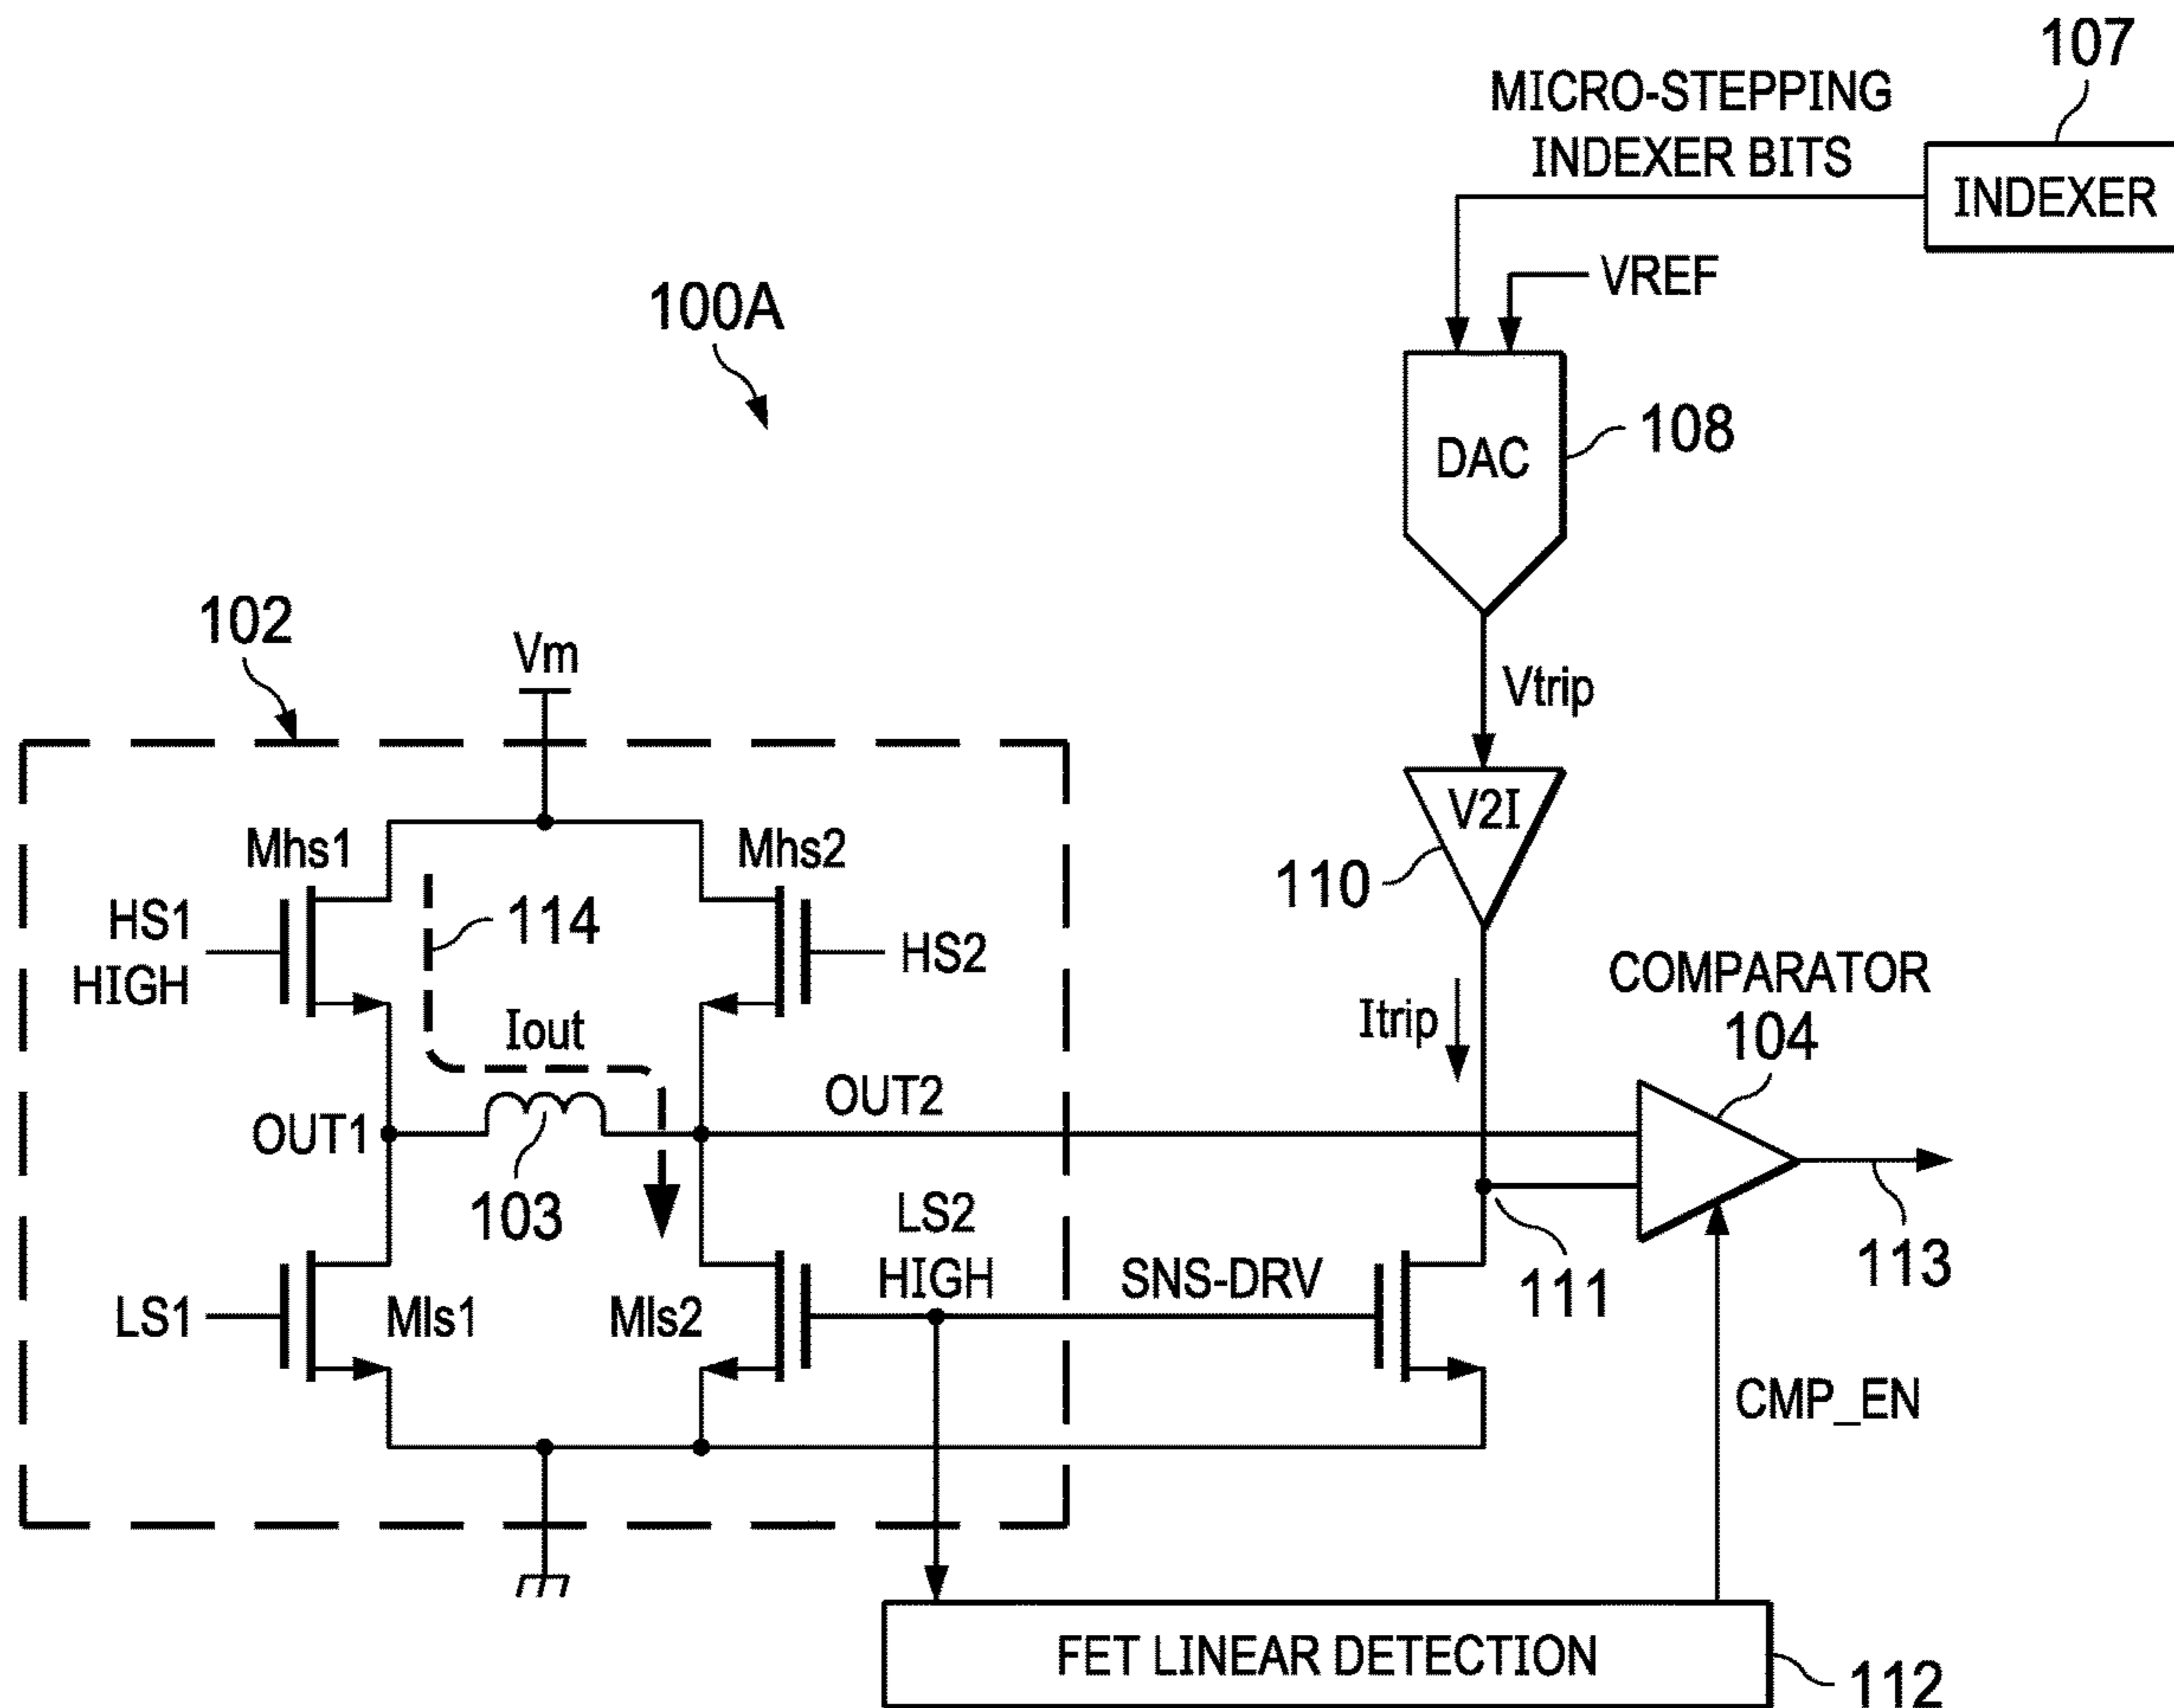 107
MICRO-STEPPING
INDEXER BITS
INDEXER
VREF
100A
DAC
108
Vtrip
102
Vm
V2I
110
Mhs1
Mhs2
HS1
HIGH
114
HS2
COMPARATOR
104
Itrip
Iout
OUT2
OUT1
103
LS2
HIGH
SNS-DRV
111
113
LS1
Mls1
Mls2
CMP_EN
FET LINEAR DETECTION
112